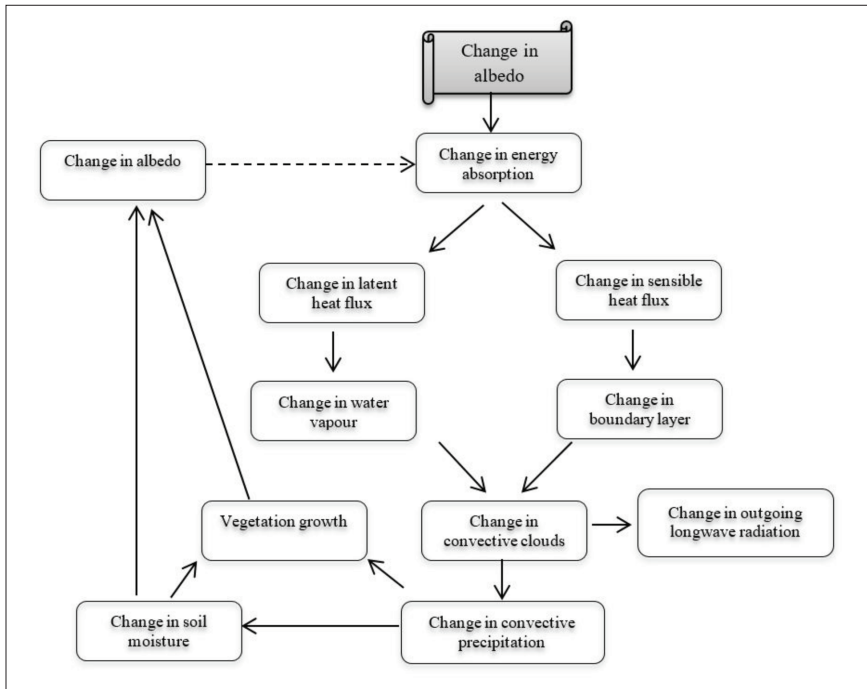 Change in
albedo
Change in albedo
Change in energy
absorption
Change in latent
heat flux
Change in sensible
heat flux
Change in water
vapour
Change in
boundary layer
Vegetation growth
Change in
convective clouds
Change in outgoing
longwave radiation
Change in soil
moisture
Change in convective
precipitation